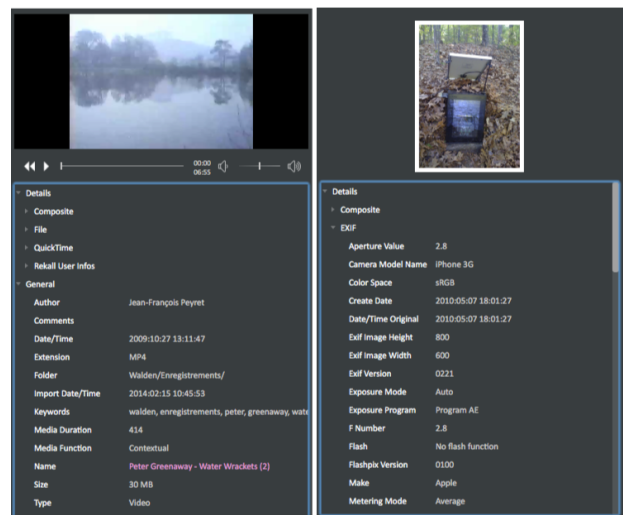 00:00
06:55
Details
Composite
File
QuickTime
Rekall User Infos
General
Author Jean-François Peyret
Comments
Date/Time 2009:10:27 13:11:47
Extension MP4
Folder Walden/Enregistrements/
Import Date/Time 2014:02:15 10:45:53
Keywords walden, enregistrements, peter, greenaway, wate
Media Duration 414
Media Function Contextual
Name Peter Greenaway - Water Wrackets (2)
Size 30 MB
Type Video
Details
Composite
EXIF
Aperture Value 2.8
Camera Model Name iPhone 3G
Color Space sRGB
Create Date 2010:05:07 18:01:27
Date/Time Original 2010:05:07 18:01:27
Exif Image Height 800
Exif Image Width 600
Exif Version 0221
Exposure Mode Auto
Exposure Program Program AE
F Number 2.8
Flash No flash function
Flashpix Version 0100
Make Apple
Metering Mode Average